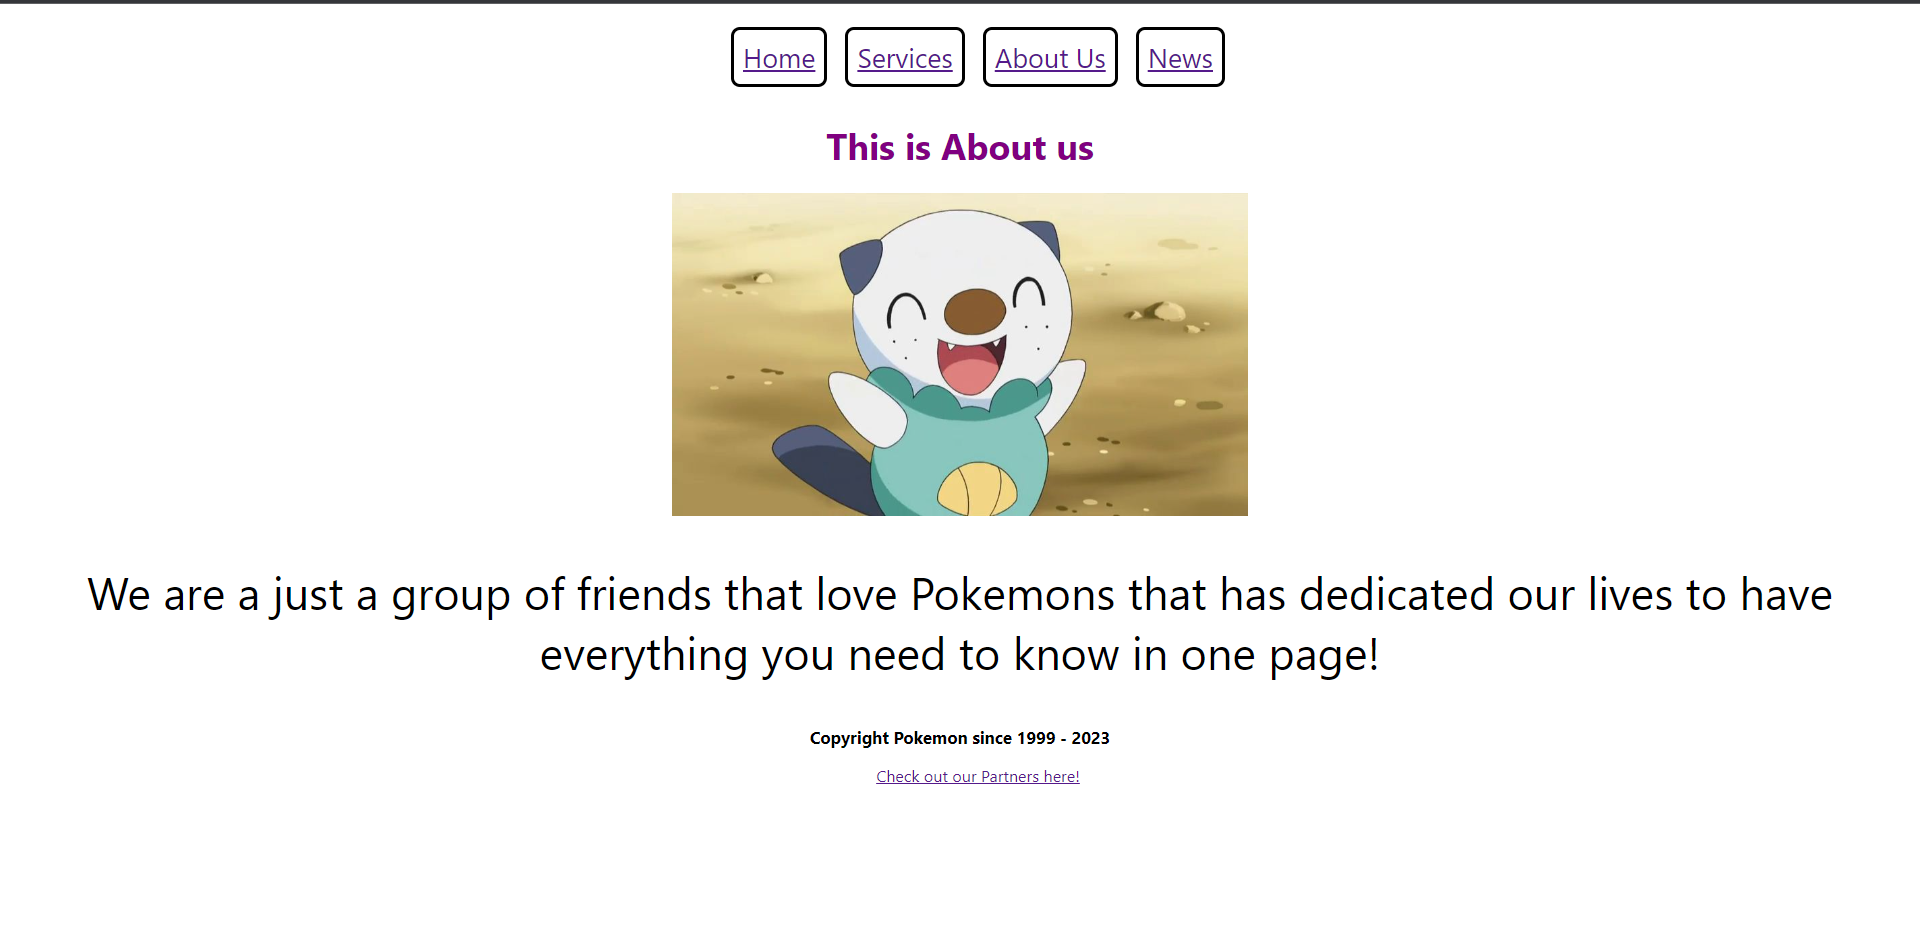 Home Services About Us News
This is About us
We are a just a group of friends that love Pokemons that has dedicated our lives to have
everything you need to know in one page!
Copyright Pokemon since 1999 - 2023
Check out our Partners here!